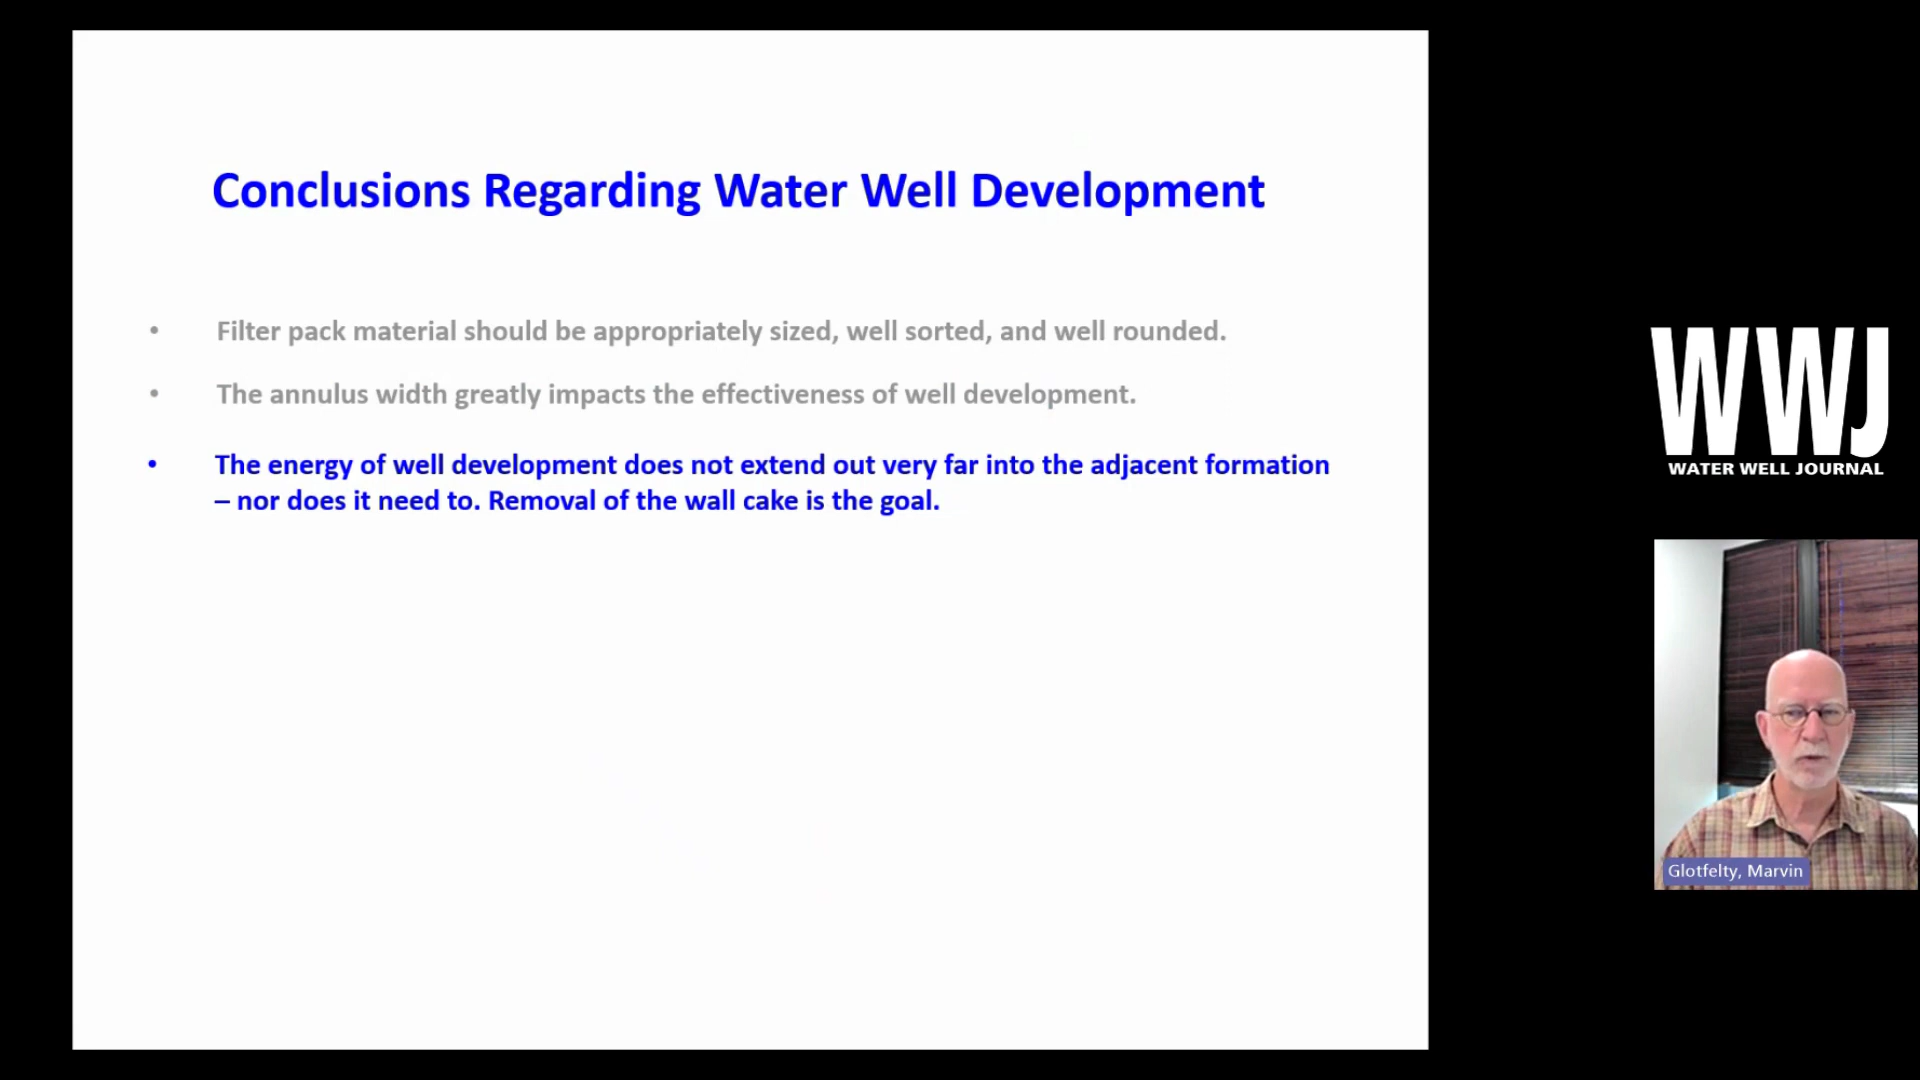 Conclusions Regarding Water Well Development
• Filter pack material should be appropriately sized, well sorted, and well rounded.
• The annulus width greatly impacts the effectiveness of well development.
• The energy of well development does not extend out very far into the adjacent formation
– nor does it need to. Removal of the wall cake is the goal.
WWJ
WATER WELL JOURNAL
Glotfelty, Marvin